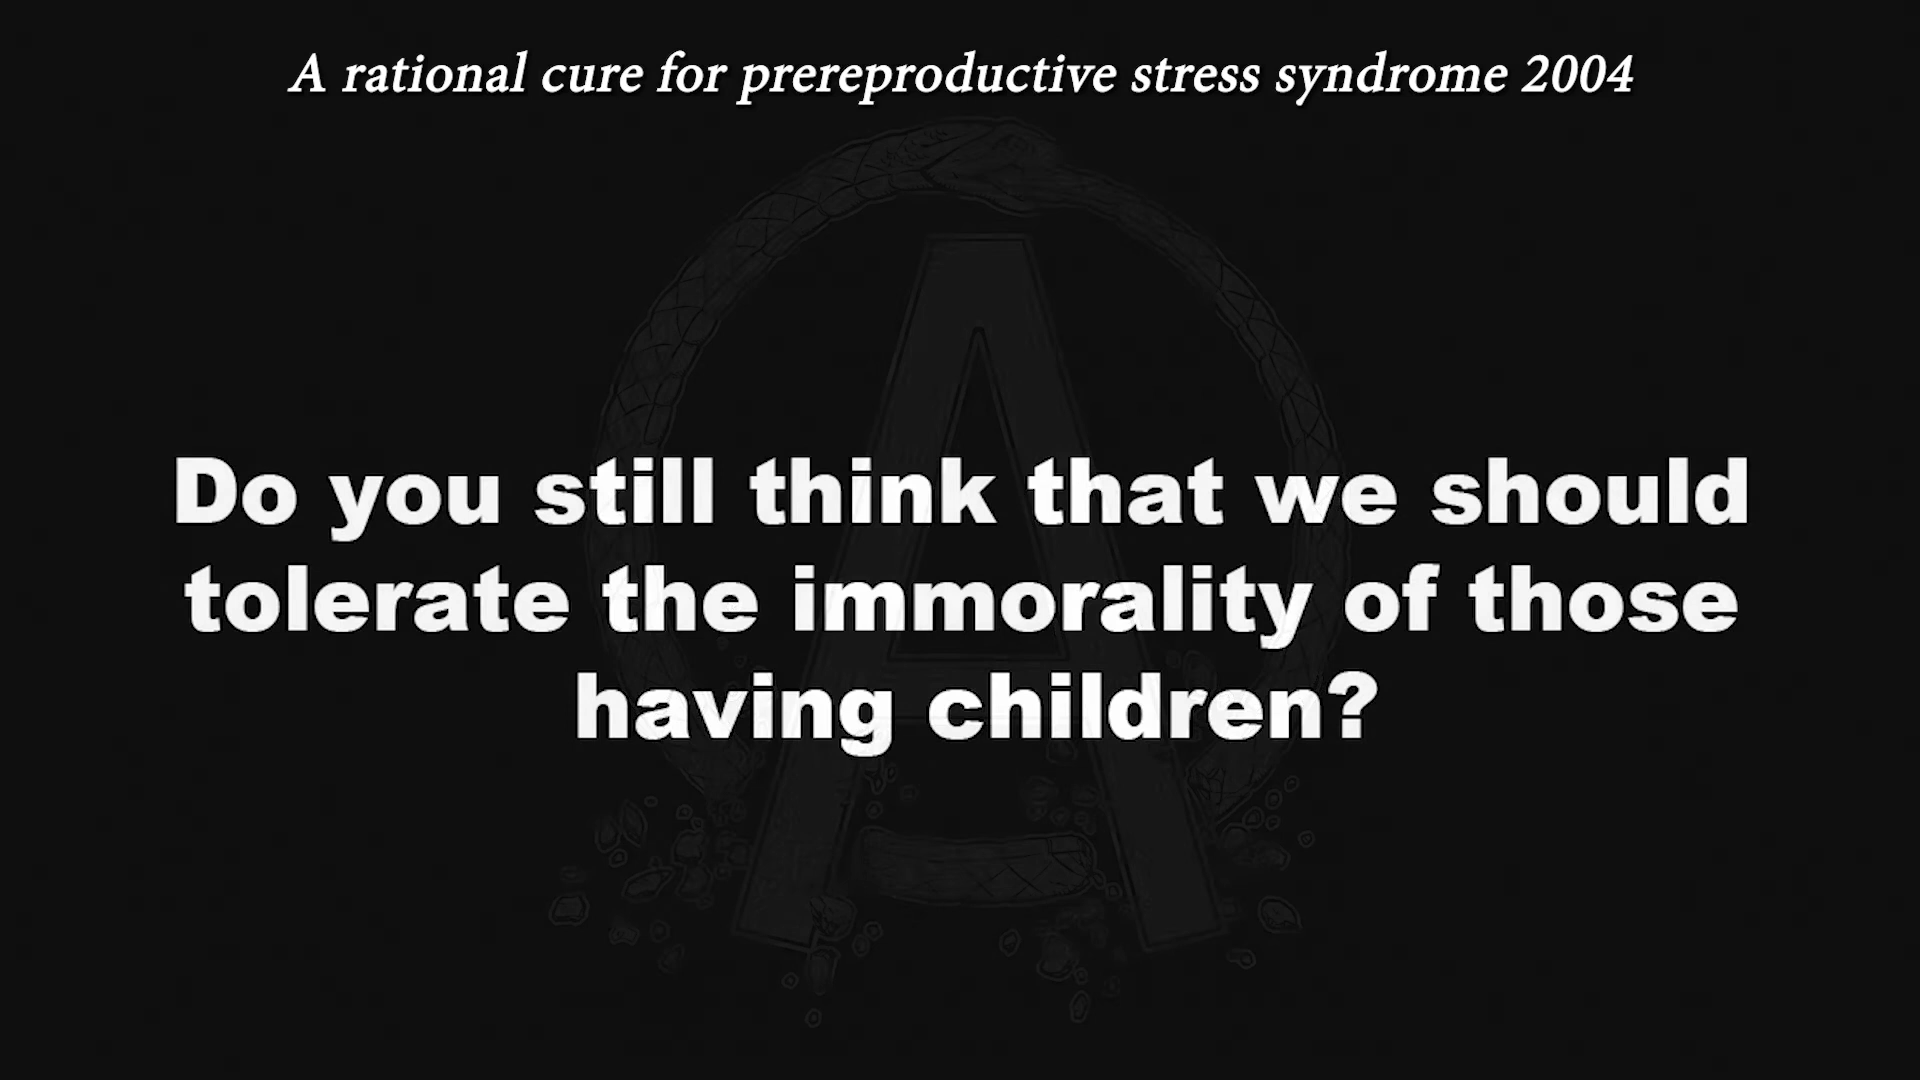 A rational cure for prereproductive stress syndrome 2004
Do you still think that we should
tolerate the immorality of those
having children?